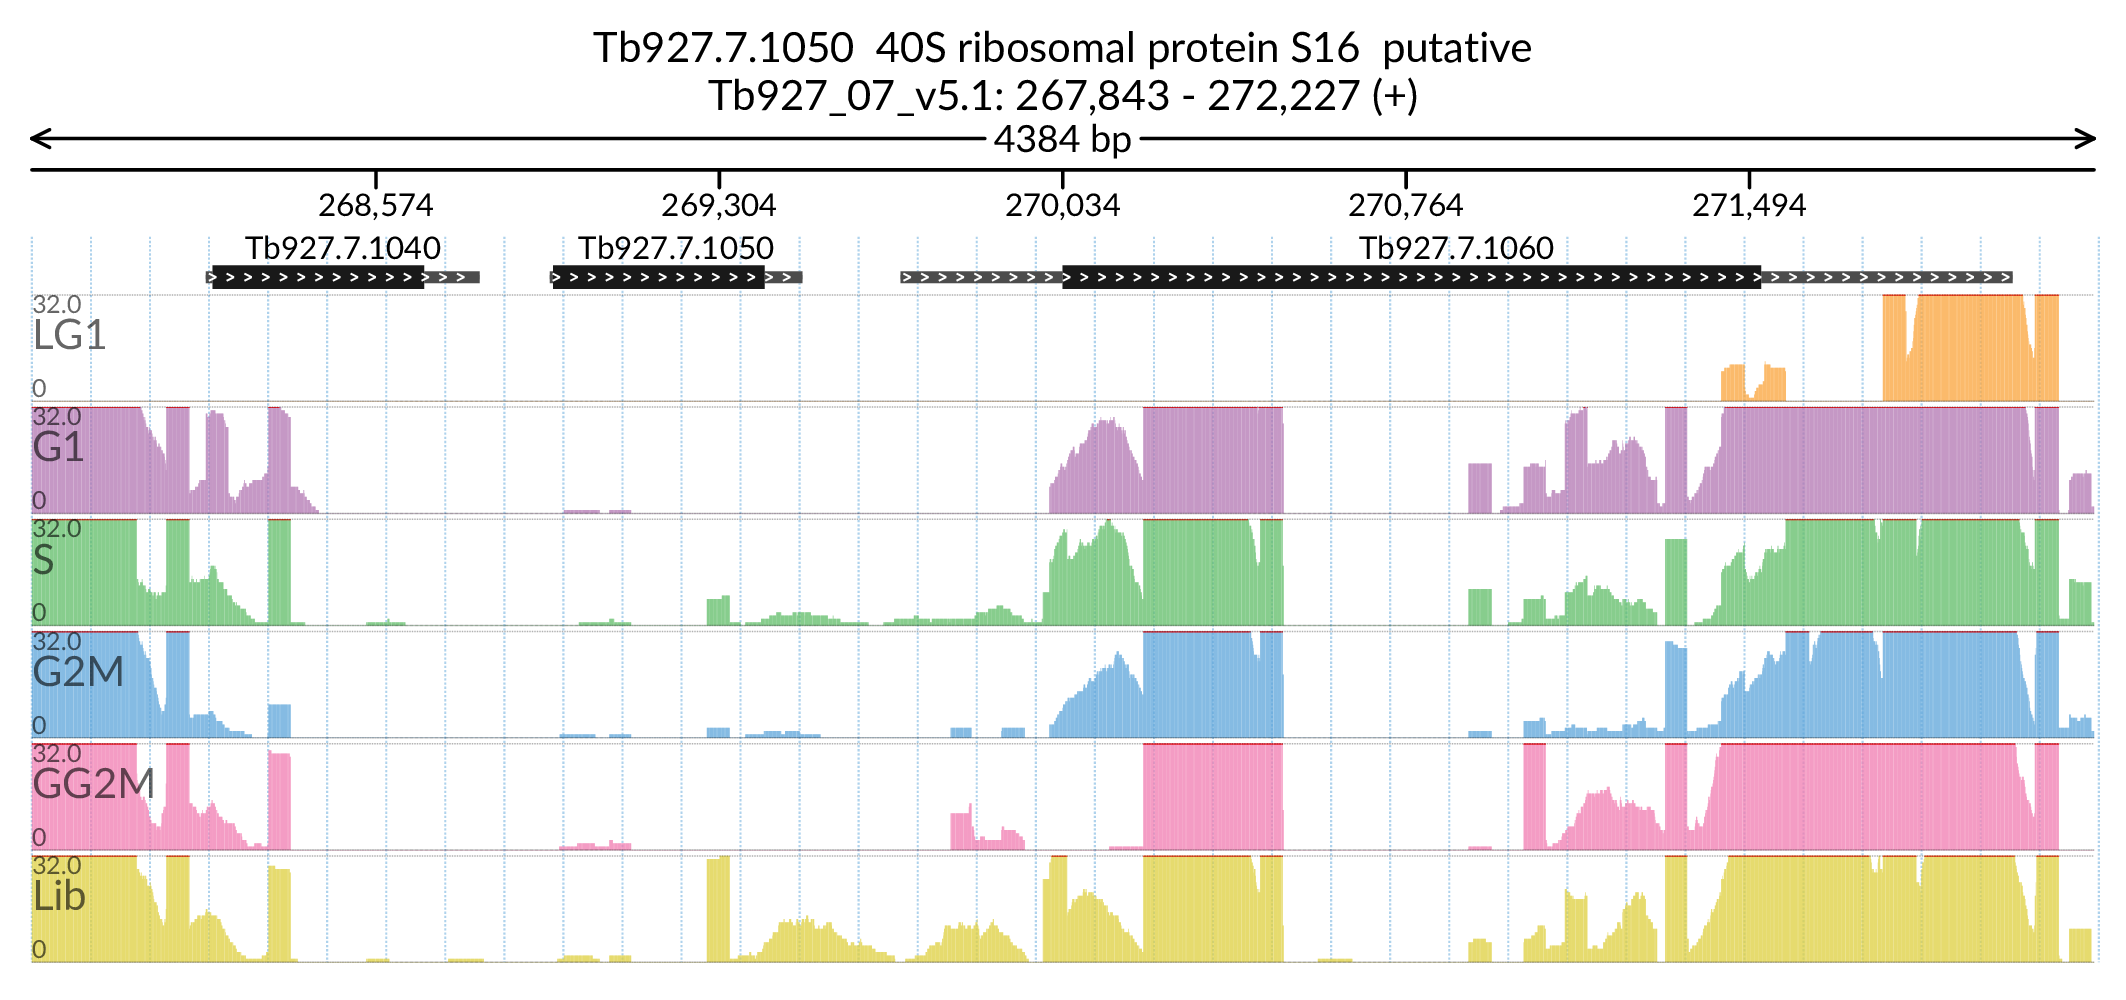 Tb927.7.1050 40S ribosomal protein S16 putative
Tb927_07_v5.1: 267,843 - 272,227 (+)
4384 bp
268,574 269,304 270,034 270,764 271,494
Tb927.7.1040 Tb927.7.1050 Tb927.7.1060
32.0
LG1
0
32.0
G1
0
32.0
S
0
32.0
G2M
0
32.0
GG2M
0
32.0
Lib
0